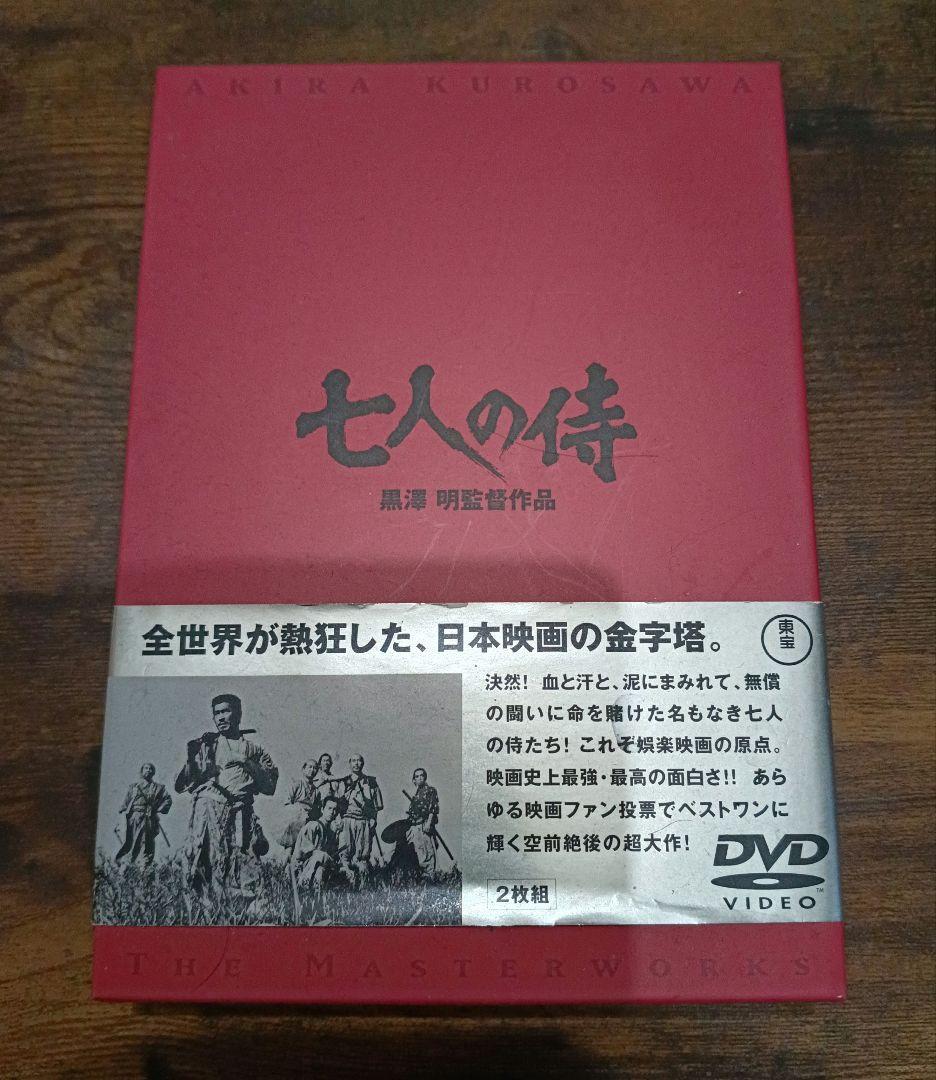 AKIRA KUROSAWA
七人の侍
黒澤 明監督作品
全世界が熱狂した、日本映画の金字塔。
東宝
決然! 血と汗と、泥にまみれて、無償
の闘いに命を賭けた名もなき七人
の侍たち! これぞ娯楽映画の原点。
映画史上最強・最高の面白さ!! あら
ゆる映画ファン投票でベストワンに
輝く空前絶後の超大作!
2枚組
DVD
VIDEO
TM
THE MASTERWORKS